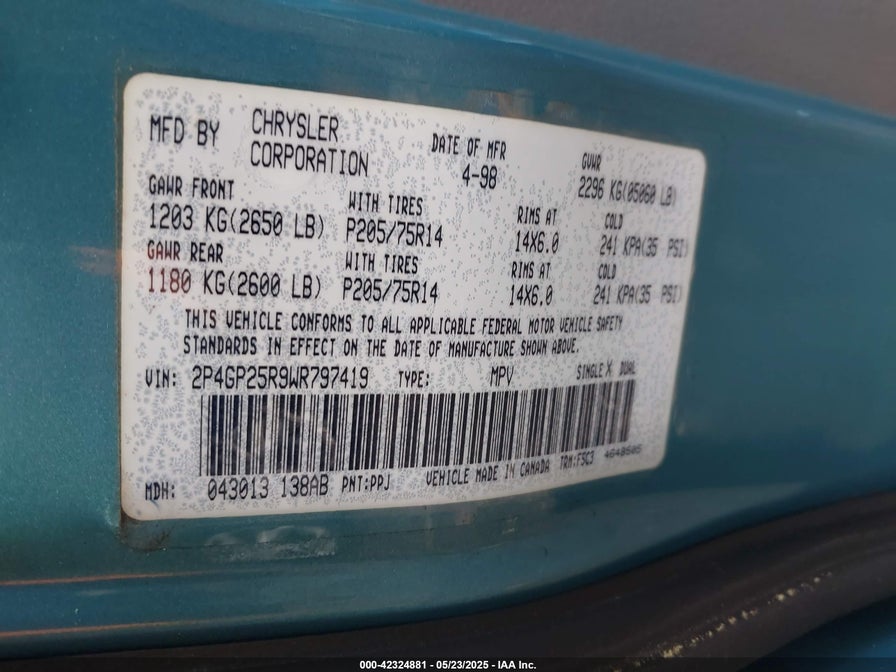 MFD BY CHRYSLER CORPORATION DATE OF MFR 4-98 GVWR 2296 KG(05060 LB)
GAWR FRONT WITH TIRES RIMS AT COLD
1203 KG(2650 LB) P205/75R14 14X6.0 241 KPA(35 PSI)
GAWR REAR WITH TIRES RIMS AT COLD
1180 KG(2600 LB) P205/75R14 14X6.0 241 KPA(35 PSI)
THIS VEHICLE CONFORMS TO ALL APPLICABLE FEDERAL MOTOR VEHICLE SAFETY
STANDARDS IN EFFECT ON THE DATE OF MANUFACTURE SHOWN ABOVE.
VIN: 2P4GP25R9WR797419 TYPE: MPV SINGLE X DUAL
MDH: 043013 138AB PNT:PPJ VEHICLE MADE IN CANADA TRM:F5C3
000-42324881 — 05/23/2025 — IAA Inc.